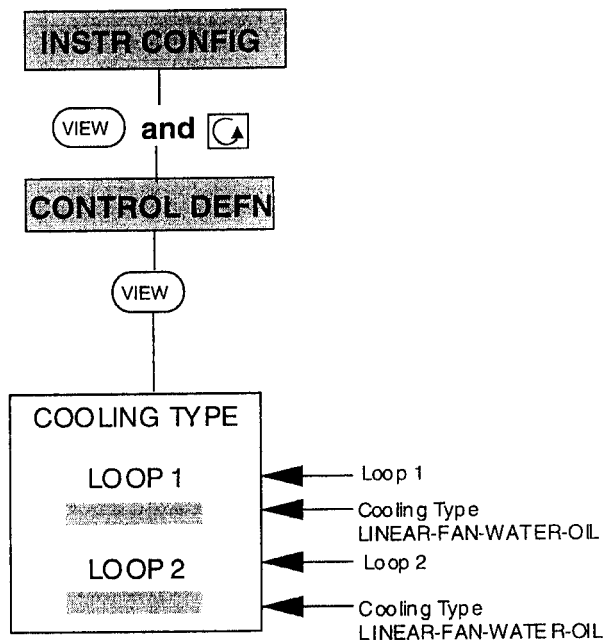 INSTR CONFIG
VIEW and
CONTROL DEFN
VIEW
COOLING TYPE
LOOP 1
Loop 1
Cooling Type
LINEAR-FAN-WATER-OIL
LOOP 2
Loop 2
Cooling Type
LINEAR-FAN-WATER-OIL